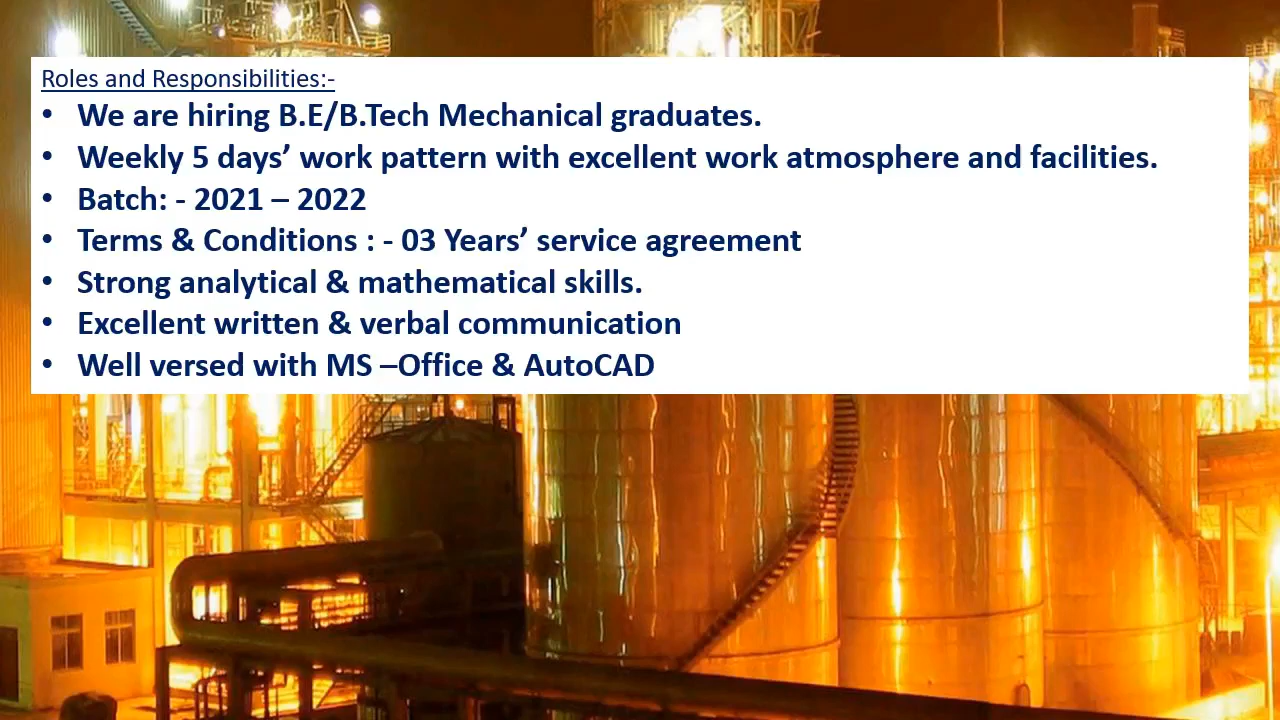 Roles and Responsibilities:-
• We are hiring B.E/B.Tech Mechanical graduates.
• Weekly 5 days’ work pattern with excellent work atmosphere and facilities.
• Batch: - 2021 – 2022
• Terms & Conditions : - 03 Years’ service agreement
• Strong analytical & mathematical skills.
• Excellent written & verbal communication
• Well versed with MS –Office & AutoCAD